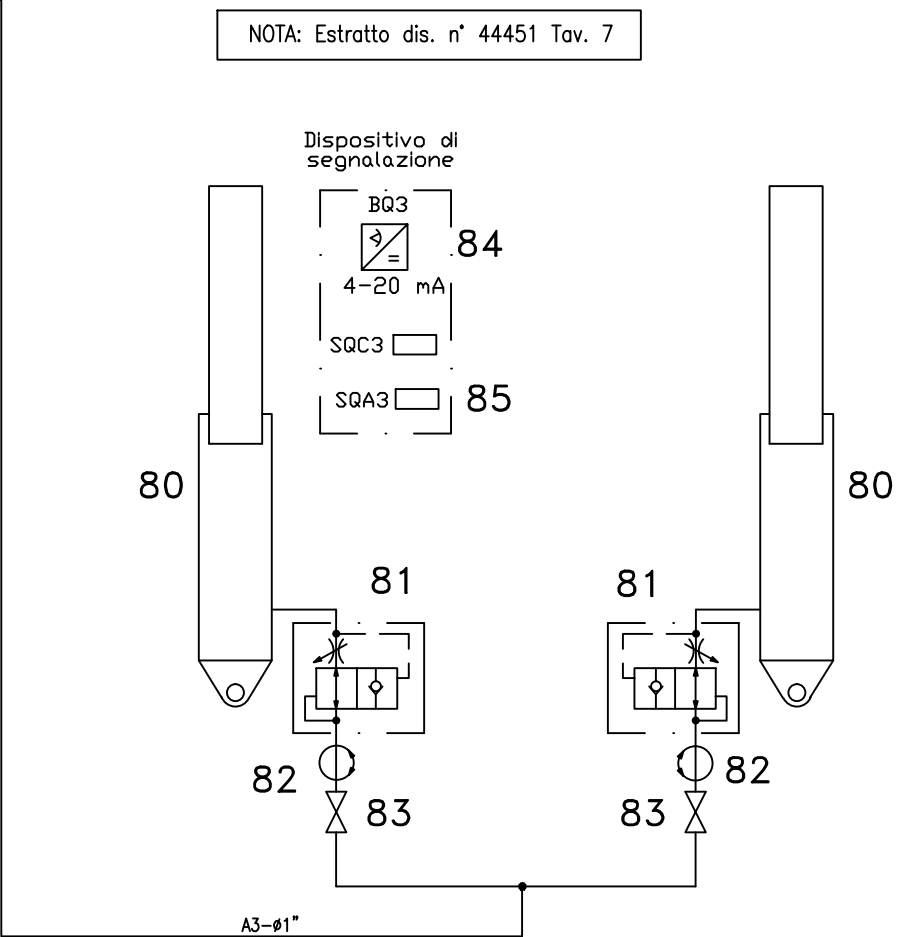 NOTA: Estratto dis. n° 44451 Tav. 7
Dispositivo di
segnalazione
BQ3
84
4-20 mA
SQC3
SQA3
85
80
80
81
81
82
82
83
83
A3-ø1"